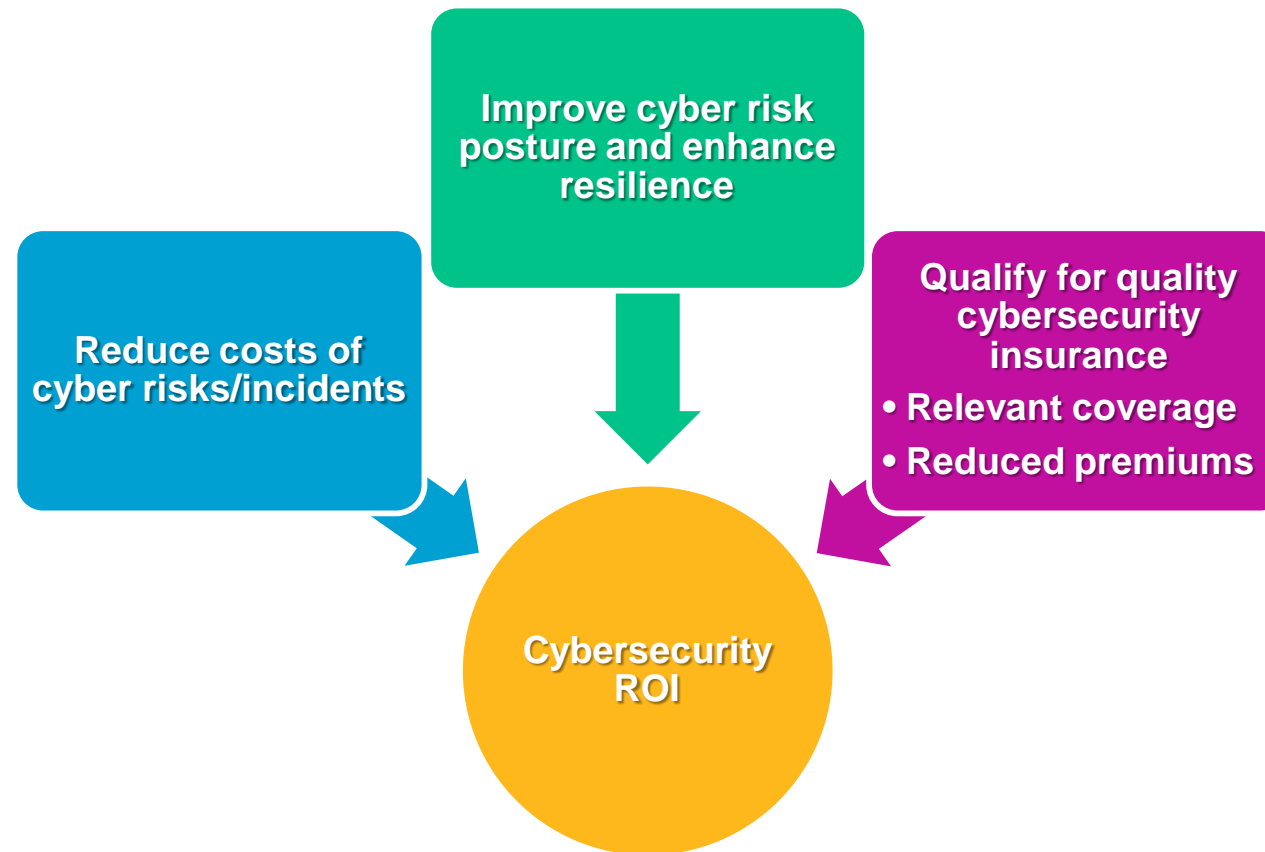 Improve cyber risk
posture and enhance
resilience
Reduce costs of
cyber risks/incidents
Qualify for quality
cybersecurity
insurance
• Relevant coverage
• Reduced premiums
Cybersecurity
ROI